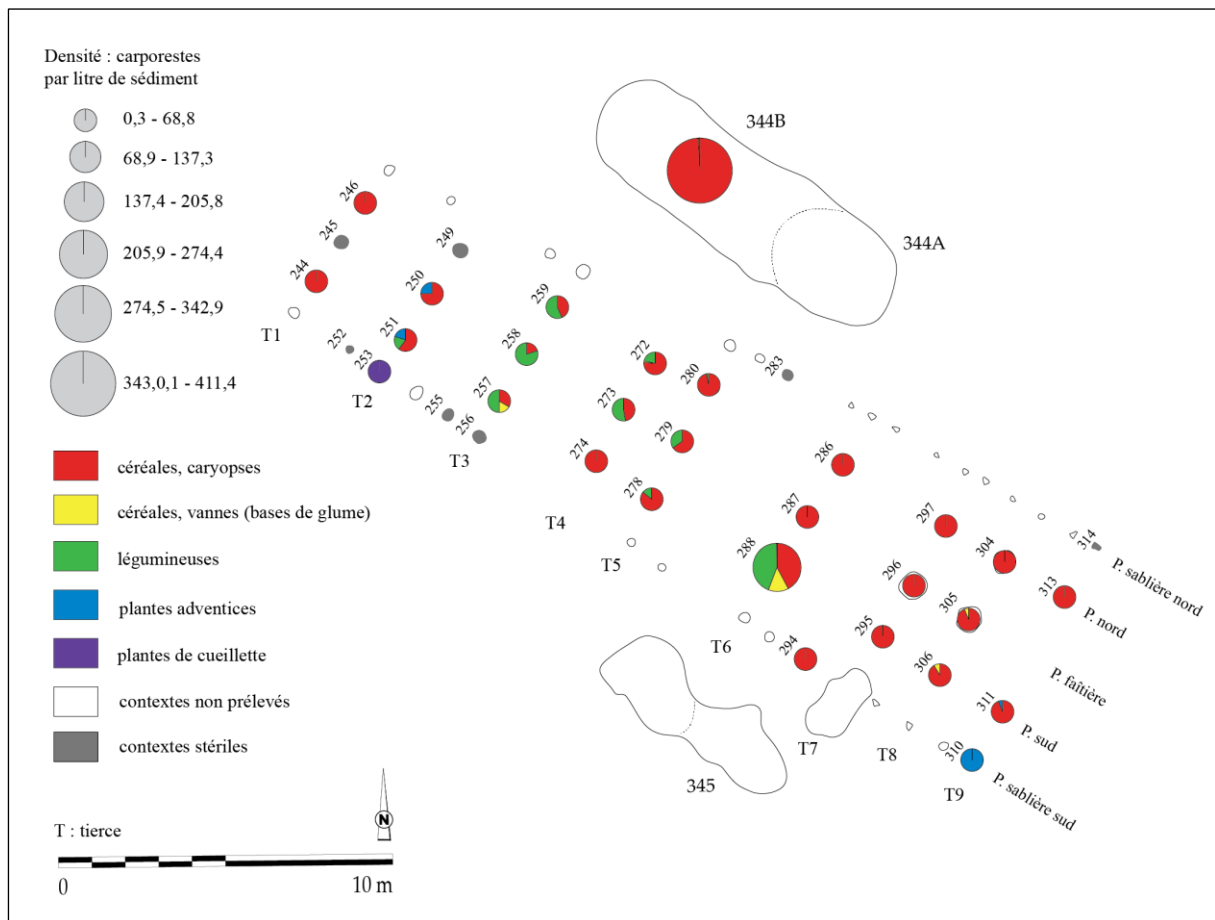 Densité : carporestes
par litre de sédiment
0,3 - 68,8
68,9 - 137,3
137,4 - 205,8
205,9 - 274,4
274,5 - 342,9
343,0,1 - 411,4
céréales, caryopses
céréales, vannes (bases de glume)
légumineuses
plantes adventices
plantes de cueillette
contextes non prélevés
contextes stériles
T : tierce
N
0
10 m
344B
344A
246
245
244
T1
249
250
251
252
253
T2
259
258
257
255
256
T3
272
273
274
T4
280
279
278
T5
283
286
287
288
T6
297
296
295
294
T7
304
305
306
T8
314
313
311
310
T9
345
P. sablière nord
P. nord
P. faîtière
P. sud
P. sablière sud